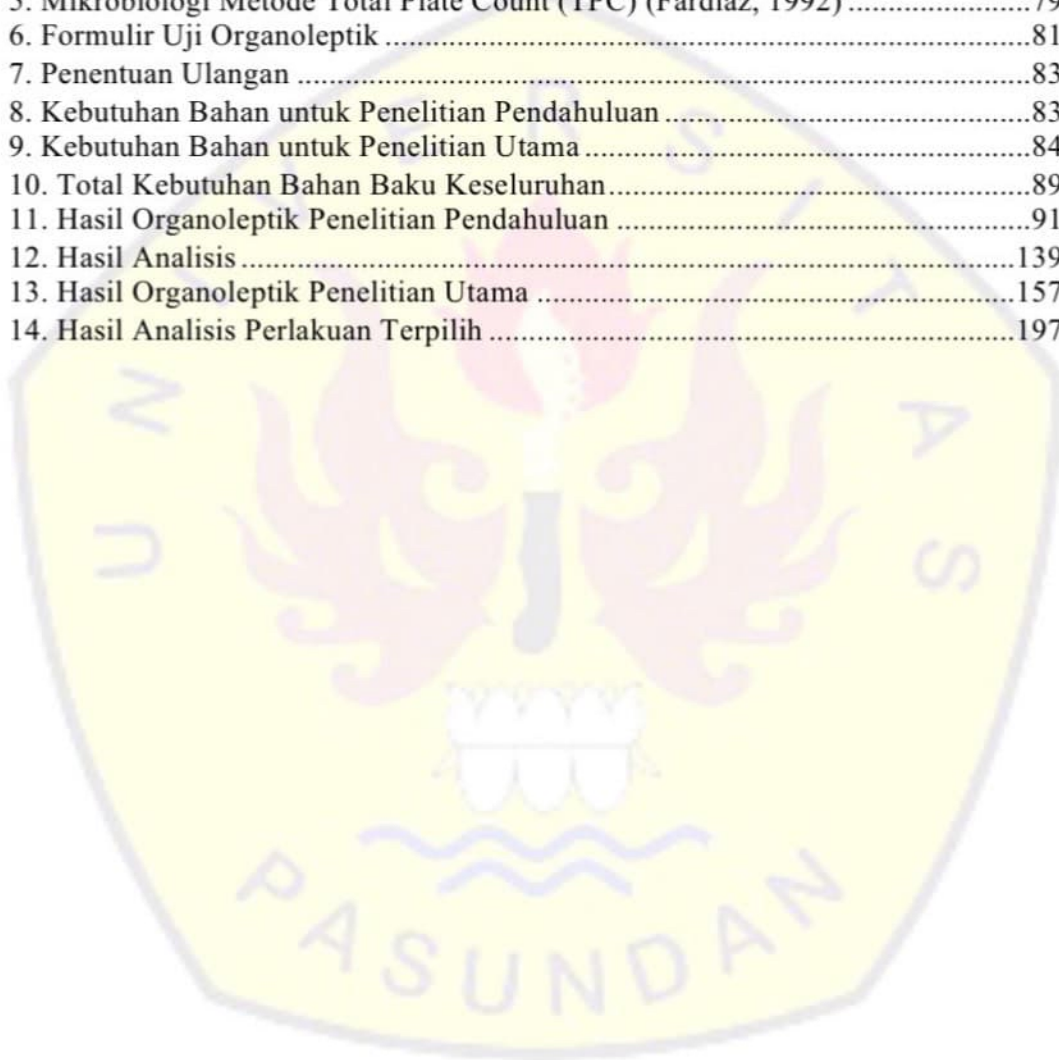 5. Mikrobiologi Metode Total Plate Count (TPC) (Fardiaz, 1992) ........................79
6. Formulir Uji Organoleptik ....................................................................................81
7. Penentuan Ulangan ...............................................................................................83
8. Kebutuhan Bahan untuk Penelitian Pendahuluan ................................................83
9. Kebutuhan Bahan untuk Penelitian Utama ..........................................................84
10. Total Kebutuhan Bahan Baku Keseluruhan.......................................................89
11. Hasil Organoleptik Penelitian Pendahuluan ......................................................91
12. Hasil Analisis ....................................................................................................139
13. Hasil Organoleptik Penelitian Utama ...............................................................157
14. Hasil Analisis Perlakuan Terpilih .....................................................................197
UNIVERSITAS
PASUNDAN